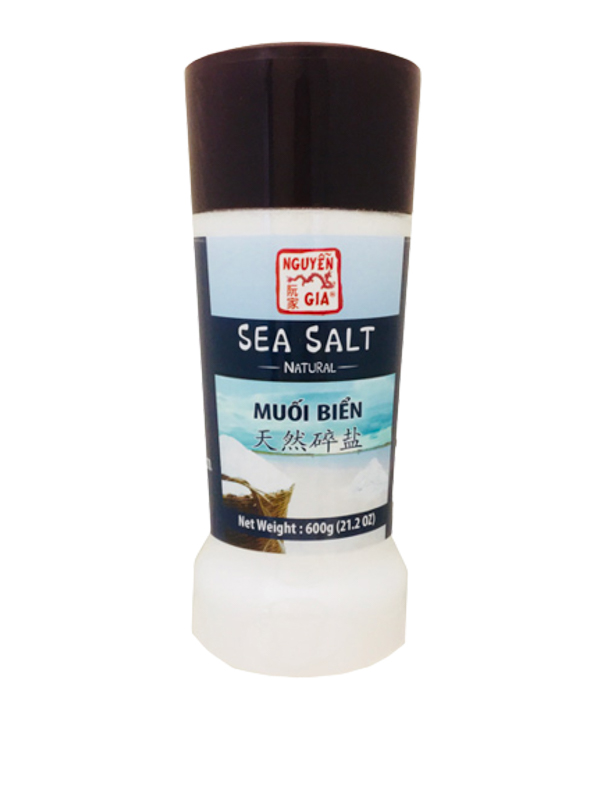 NGUYỄN
阮家
GIA®
SEA SALT
NATURAL
MUỐI BIỂN
天然碎盐
Net Weight : 600g (21.2 OZ)